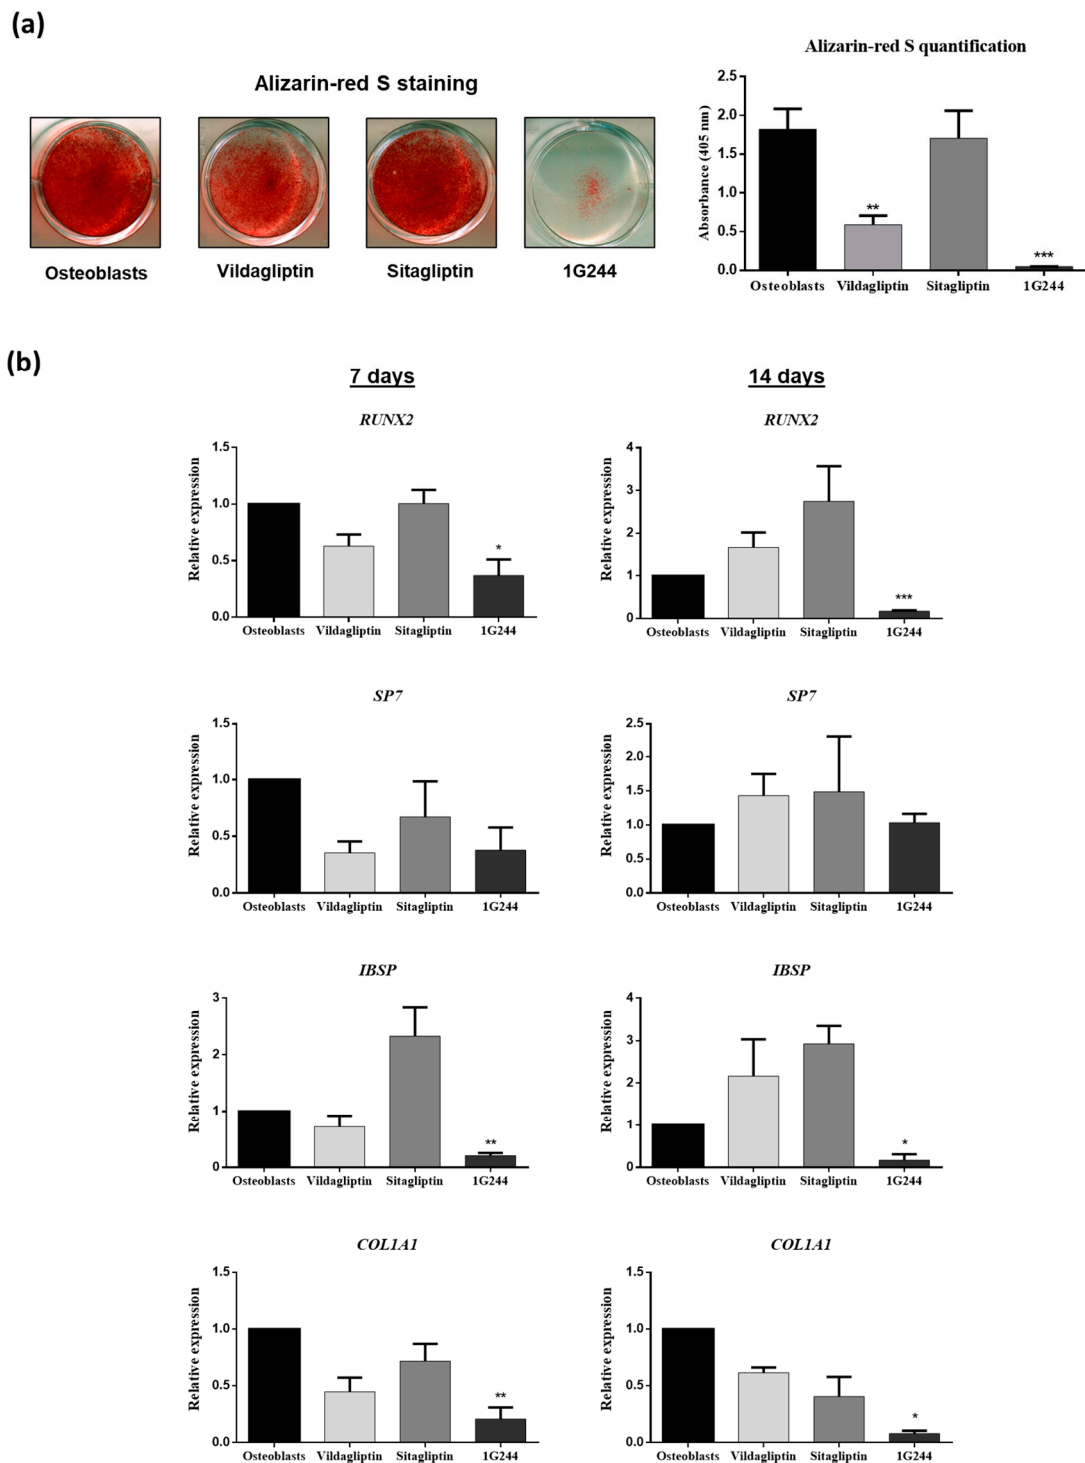 (a)
Alizarin-red S staining
Osteoblasts
Vildagliptin
Sitagliptin
1G244
Alizarin-red S quantification
Absorbance (405 nm)
2.5
2.0
1.5
1.0
0.5
0.0
**
***
Osteoblasts Vildagliptin Sitagliptin 1G244
(b)
7 days
14 days
RUNX2
Relative expression
1.5
1.0
0.5
0.0
*
Osteoblasts Vildagliptin Sitagliptin 1G244
RUNX2
Relative expression
4
3
2
1
0
***
Osteoblasts Vildagliptin Sitagliptin 1G244
SP7
Relative expression
1.5
1.0
0.5
0.0
Osteoblasts Vildagliptin Sitagliptin 1G244
SP7
Relative expression
2.5
2.0
1.5
1.0
0.5
0.0
Osteoblasts Vildagliptin Sitagliptin 1G244
IBSP
Relative expression
3
2
1
0
**
Osteoblasts Vildagliptin Sitagliptin 1G244
IBSP
Relative expression
4
3
2
1
0
*
Osteoblasts Vildagliptin Sitagliptin 1G244
COL1A1
Relative expression
1.5
1.0
0.5
0.0
**
Osteoblasts Vildagliptin Sitagliptin 1G244
COL1A1
Relative expression
1.5
1.0
0.5
0.0
*
Osteoblasts Vildagliptin Sitagliptin 1G244